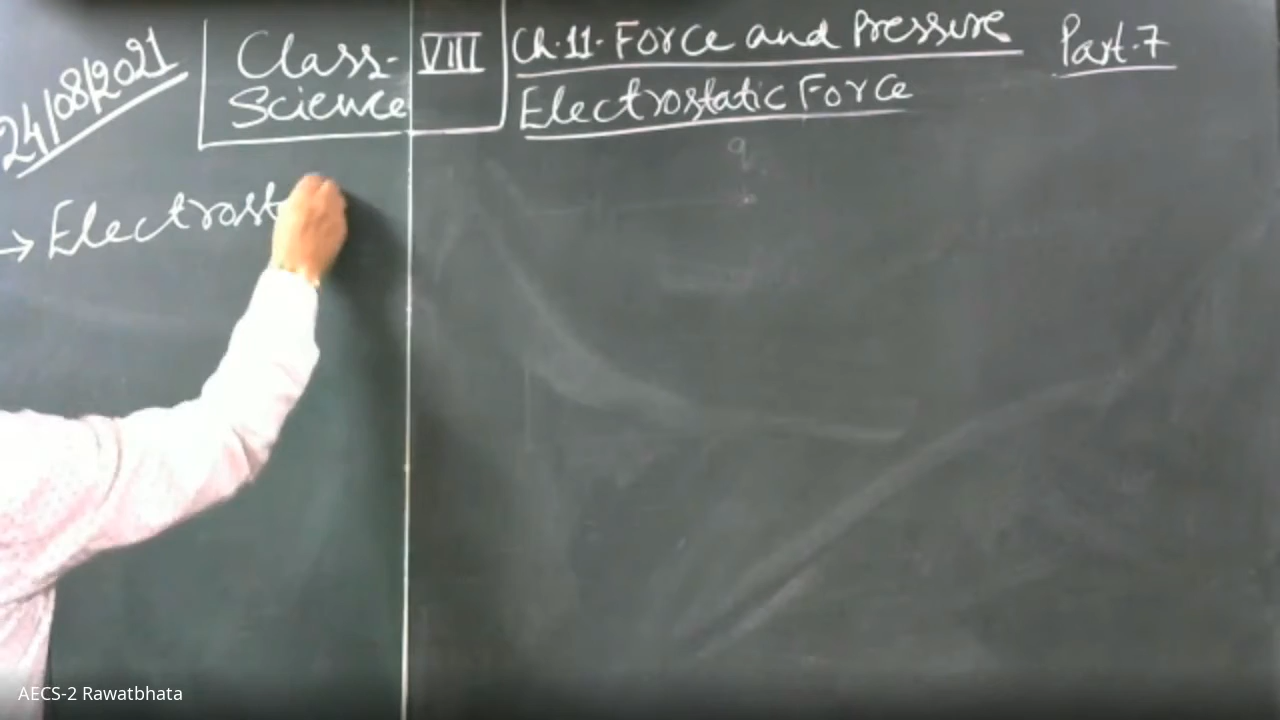 24/08/2021
Class- VIII
Science
Ch.11. Force and Pressure
Part.7
Electrostatic Force
q
→ Electrost
AECS-2 Rawatbhata